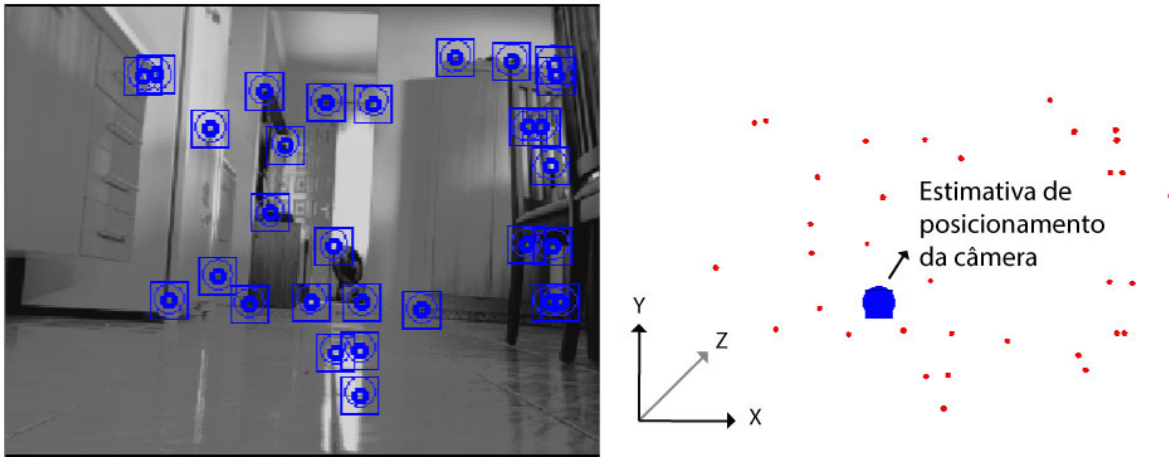 Estimativa de
posicionamento
da câmera
Y
Z
X